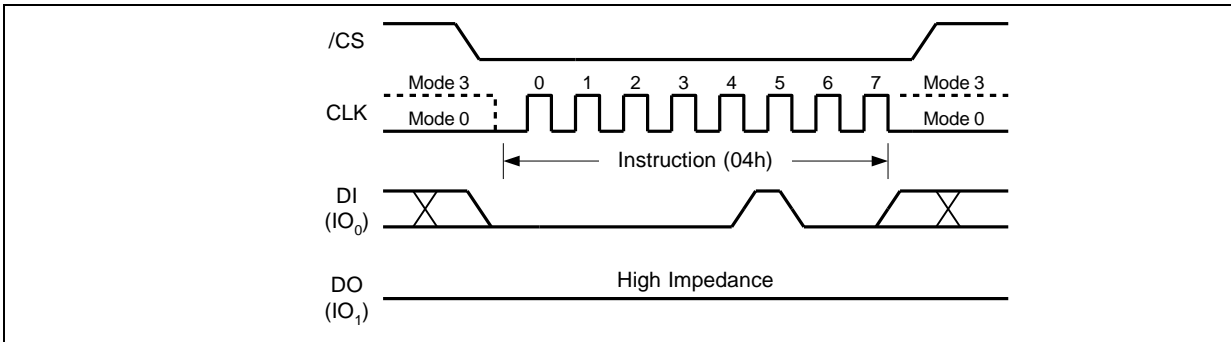 /CS
Mode 3 0 1 2 3 4 5 6 7 Mode 3
CLK
Mode 0 Mode 0
Instruction (04h)
DI
(IO0)
High Impedance
DO
(IO1)